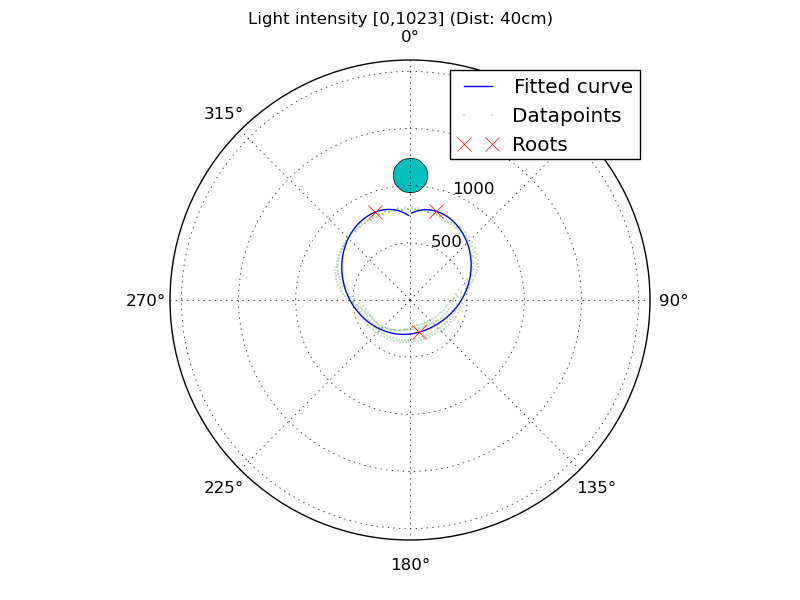 Light intensity [0,1023] (Dist: 40cm)
0°
Fitted curve
Datapoints
Roots
315°
1000
500
270°
90°
225°
135°
180°